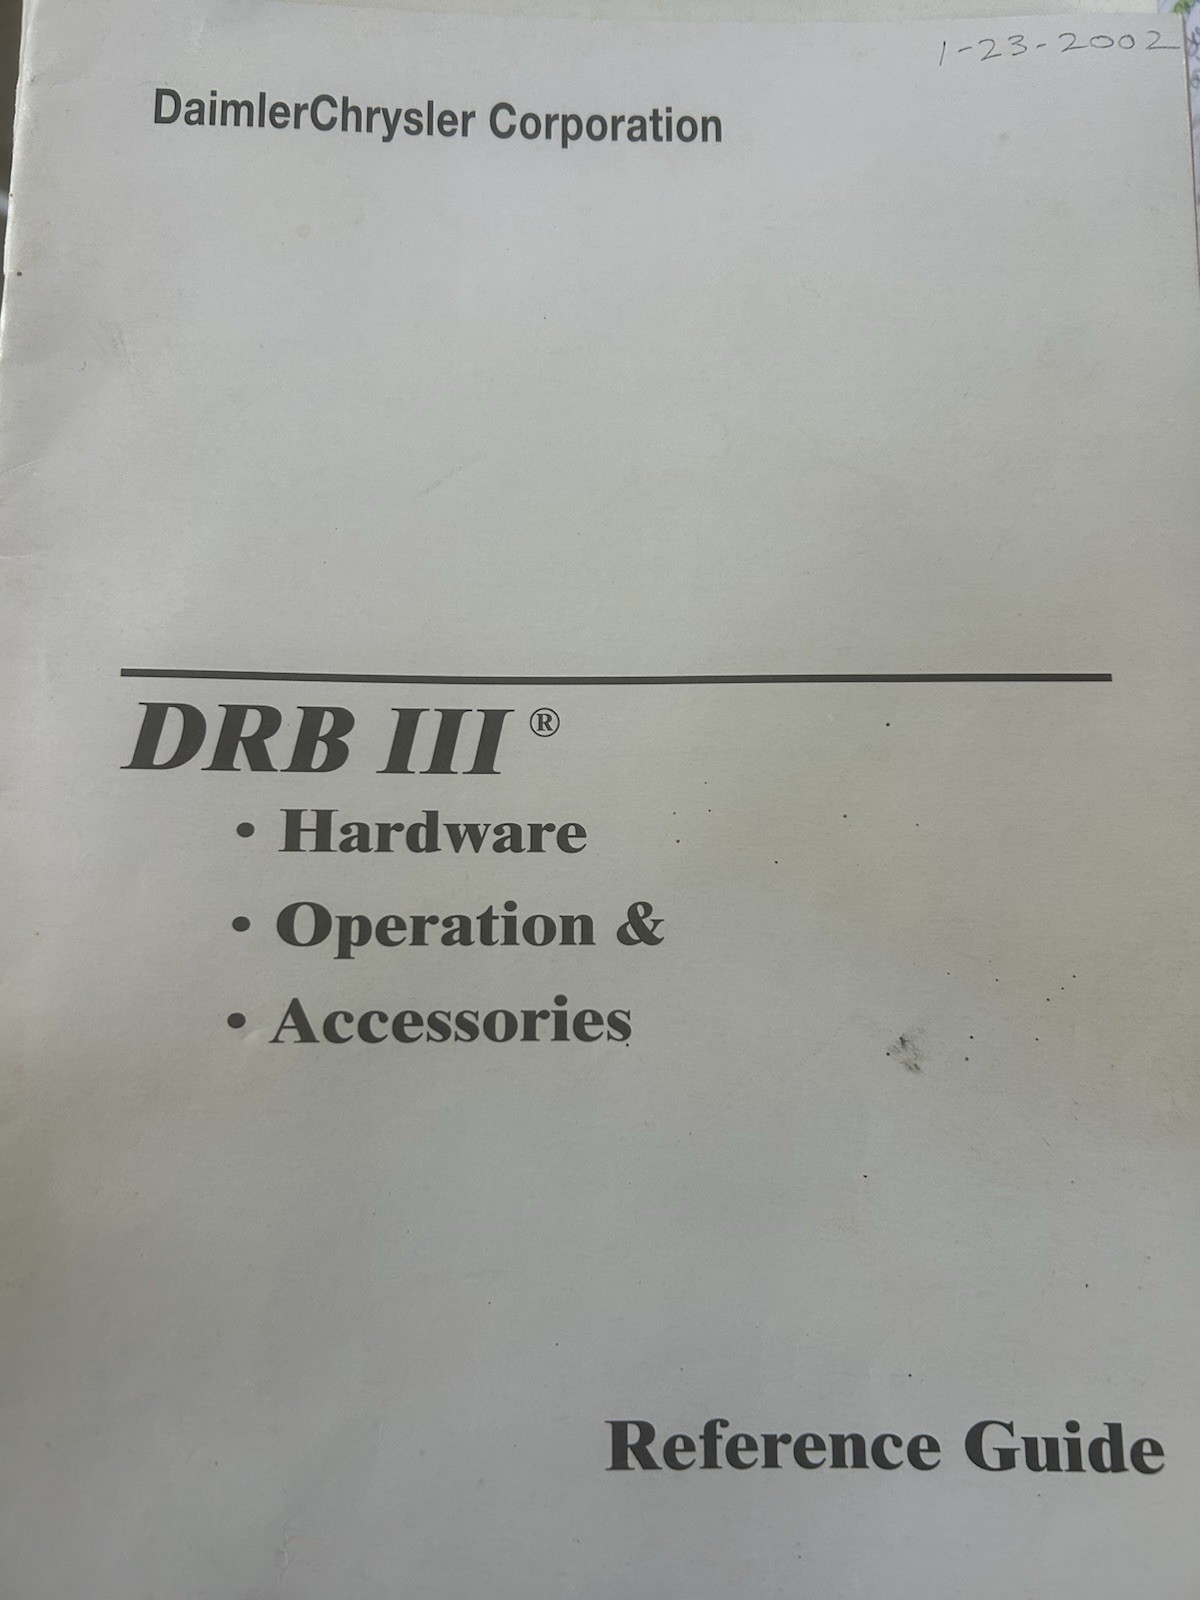 1-23-2002
DaimlerChrysler Corporation
DRB III ®
• Hardware
• Operation &
• Accessories
Reference Guide